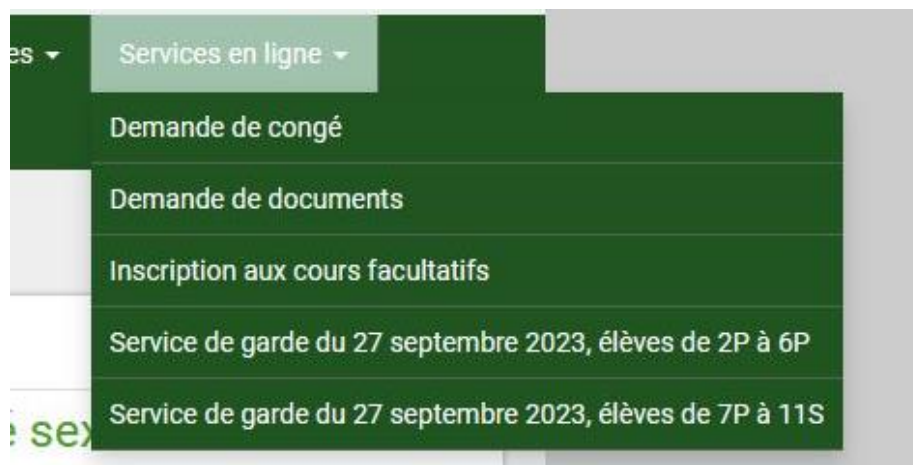 es Services en ligne
Demande de congé
Demande de documents
Inscription aux cours facultatifs
Service de garde du 27 septembre 2023, élèves de 2P à 6P
Service de garde du 27 septembre 2023, élèves de 7P à 11S